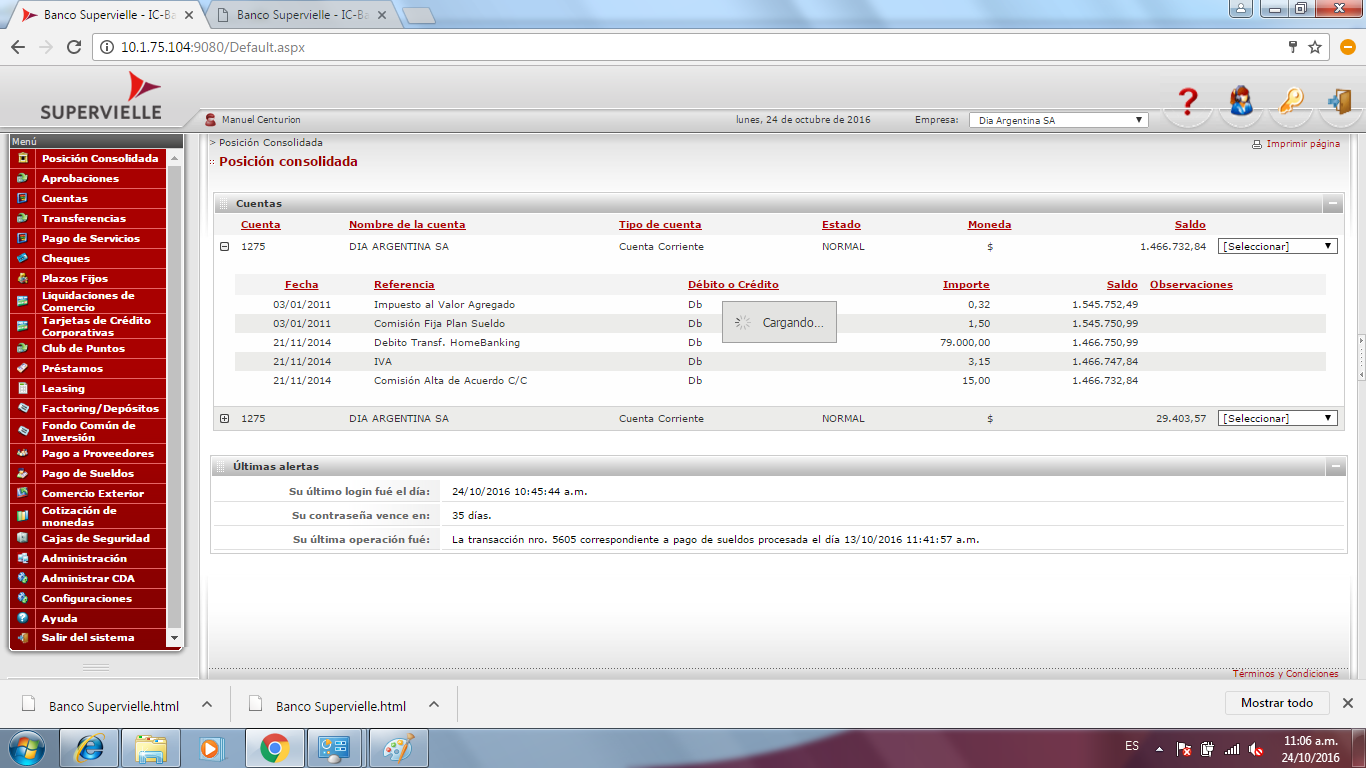 Banco Supervielle - IC-Ba
Banco Supervielle - IC-Ba
10.1.75.104:9080/Default.aspx
SUPERVIELLE
Manuel Centurion
lunes, 24 de octubre de 2016
Empresa:
Dia Argentina SA
Menú
Posición Consolidada
Aprobaciones
Cuentas
Transferencias
Pago de Servicios
Cheques
Plazos Fijos
Liquidaciones de
Comercio
Tarjetas de Crédito
Corporativas
Club de Puntos
Préstamos
Leasing
Factoring/Depósitos
Fondo Común de
Inversión
Pago a Proveedores
Pago de Sueldos
Comercio Exterior
Cotización de
monedas
Cajas de Seguridad
Administración
Administrar CDA
Configuraciones
Ayuda
Salir del sistema
> Posición Consolidada
Imprimir página
:: Posición consolidada
Cuentas
Cuenta Nombre de la cuenta Tipo de cuenta Estado Moneda Saldo
1275 DIA ARGENTINA SA Cuenta Corriente NORMAL $ 1.466.732,84 [Seleccionar]
Fecha Referencia Débito o Crédito Importe Saldo Observaciones
03/01/2011 Impuesto al Valor Agregado Db 0,32 1.545.752,49
03/01/2011 Comisión Fija Plan Sueldo Db 1,50 1.545.750,99
Cargando...
21/11/2014 Debito Transf. HomeBanking Db 79.000,00 1.466.750,99
21/11/2014 IVA Db 3,15 1.466.747,84
21/11/2014 Comisión Alta de Acuerdo C/C Db 15,00 1.466.732,84
1275 DIA ARGENTINA SA Cuenta Corriente NORMAL $ 29.403,57 [Seleccionar]
Últimas alertas
Su último login fué el día: 24/10/2016 10:45:44 a.m.
Su contraseña vence en: 35 días.
Su última operación fué: La transacción nro. 5605 correspondiente a pago de sueldos procesada el día 13/10/2016 11:41:57 a.m.
Términos y Condiciones
Banco Supervielle.html
Banco Supervielle.html
Mostrar todo
ES
11:06 a.m.
24/10/2016